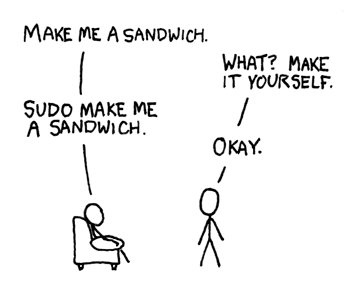 MAKE ME A SANDWICH.
WHAT? MAKE
IT YOURSELF.
SUDO MAKE ME
A SANDWICH.
OKAY.